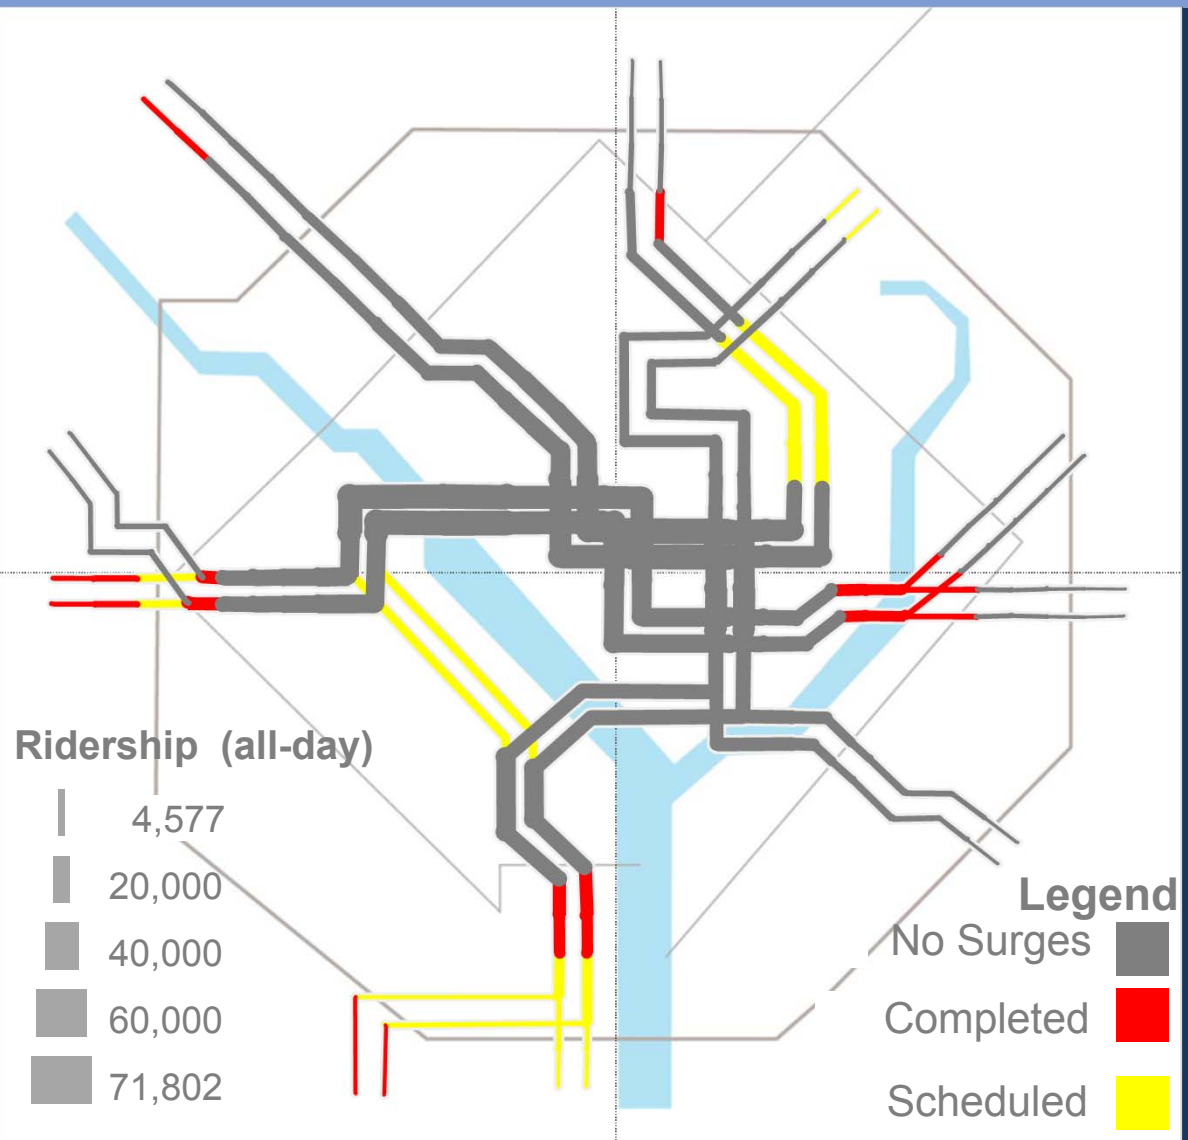 Ridership (all-day)
4,577
20,000
40,000
60,000
71,802
Legend
No Surges
Completed
Scheduled